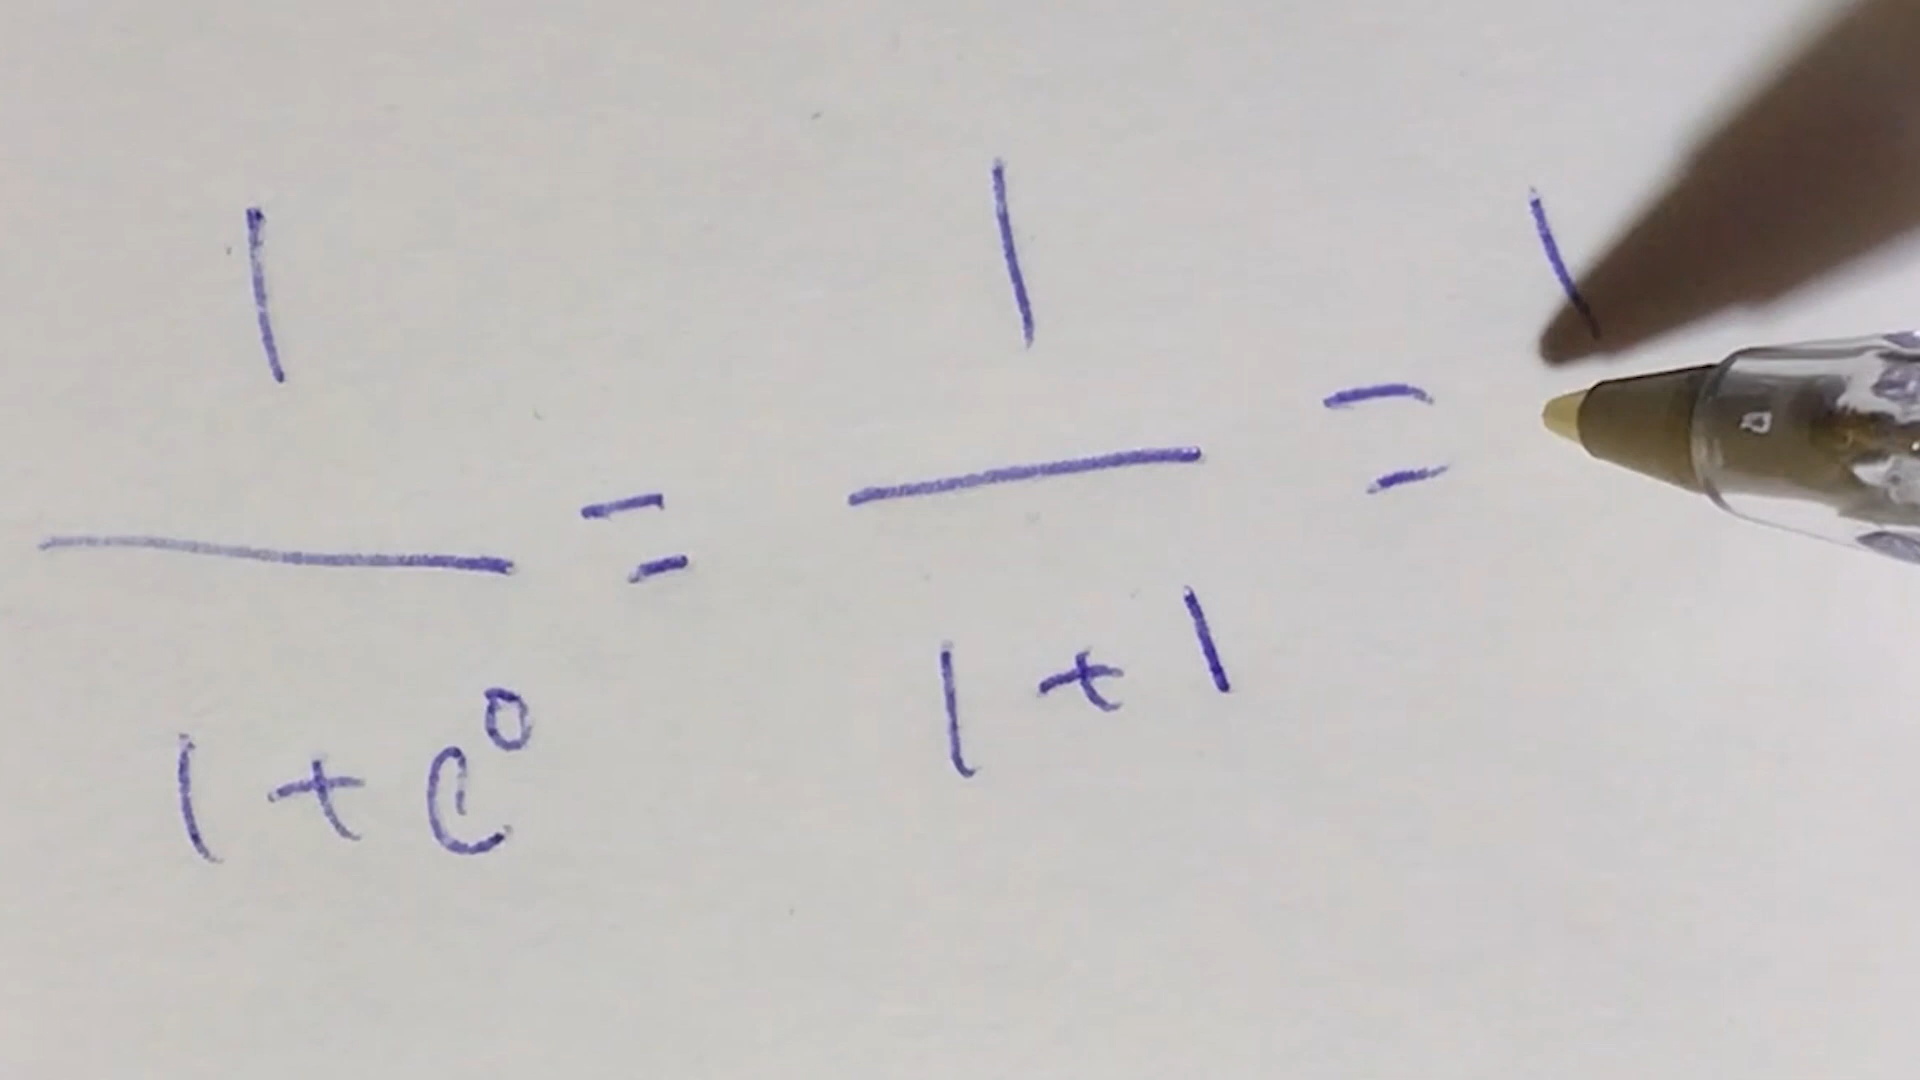 1 / (1 + e^0) = 1 / (1 + 1) = 1